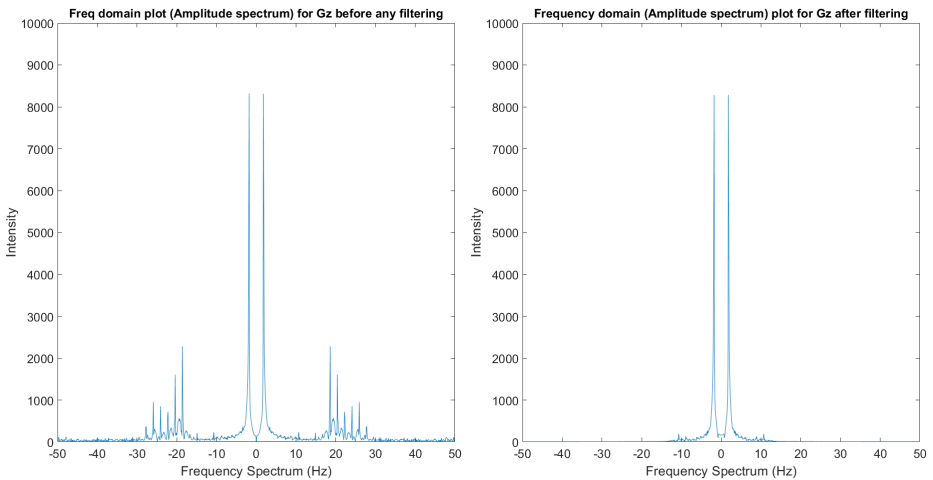 Freq domain plot (Amplitude spectrum) for Gz before any filtering
10000
9000
8000
7000
6000
5000
4000
3000
2000
1000
0
Intensity
-50 -40 -30 -20 -10 0 10 20 30 40 50
Frequency Spectrum (Hz)
Frequency domain (Amplitude spectrum) plot for Gz after filtering
10000
9000
8000
7000
6000
5000
4000
3000
2000
1000
0
Intensity
-50 -40 -30 -20 -10 0 10 20 30 40 50
Frequency Spectrum (Hz)